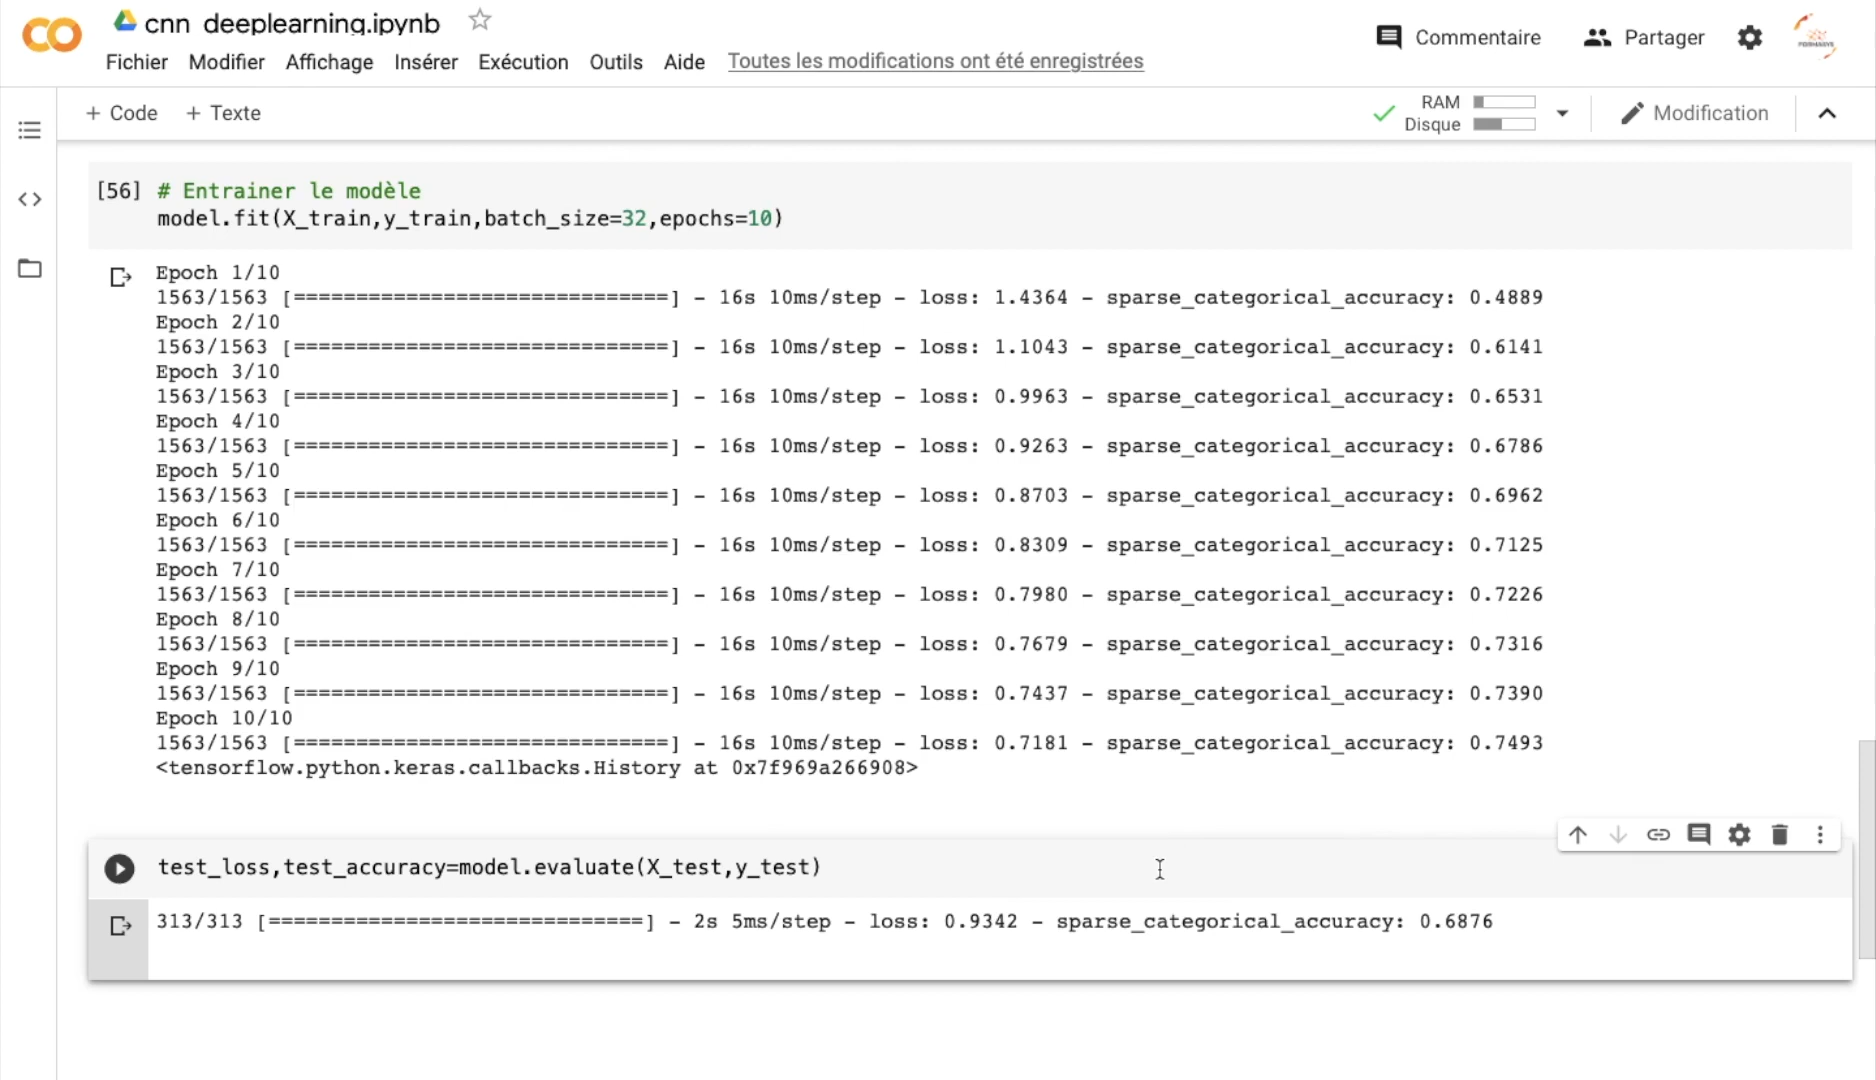 cnn deeplearning.ipynb
Commentaire
Partager
Fichier Modifier Affichage Insérer Exécution Outils Aide Toutes les modifications ont été enregistrées
+ Code + Texte
RAM
Disque
Modification
[56] # Entrainer le modèle
model.fit(X_train,y_train,batch_size=32,epochs=10)
Epoch 1/10
1563/1563 [==============================] - 16s 10ms/step - loss: 1.4364 - sparse_categorical_accuracy: 0.4889
Epoch 2/10
1563/1563 [==============================] - 16s 10ms/step - loss: 1.1043 - sparse_categorical_accuracy: 0.6141
Epoch 3/10
1563/1563 [==============================] - 16s 10ms/step - loss: 0.9963 - sparse_categorical_accuracy: 0.6531
Epoch 4/10
1563/1563 [==============================] - 16s 10ms/step - loss: 0.9263 - sparse_categorical_accuracy: 0.6786
Epoch 5/10
1563/1563 [==============================] - 16s 10ms/step - loss: 0.8703 - sparse_categorical_accuracy: 0.6962
Epoch 6/10
1563/1563 [==============================] - 16s 10ms/step - loss: 0.8309 - sparse_categorical_accuracy: 0.7125
Epoch 7/10
1563/1563 [==============================] - 16s 10ms/step - loss: 0.7980 - sparse_categorical_accuracy: 0.7226
Epoch 8/10
1563/1563 [==============================] - 16s 10ms/step - loss: 0.7679 - sparse_categorical_accuracy: 0.7316
Epoch 9/10
1563/1563 [==============================] - 16s 10ms/step - loss: 0.7437 - sparse_categorical_accuracy: 0.7390
Epoch 10/10
1563/1563 [==============================] - 16s 10ms/step - loss: 0.7181 - sparse_categorical_accuracy: 0.7493
<tensorflow.python.keras.callbacks.History at 0x7f969a266908>
test_loss,test_accuracy=model.evaluate(X_test,y_test)
313/313 [==============================] - 2s 5ms/step - loss: 0.9342 - sparse_categorical_accuracy: 0.6876